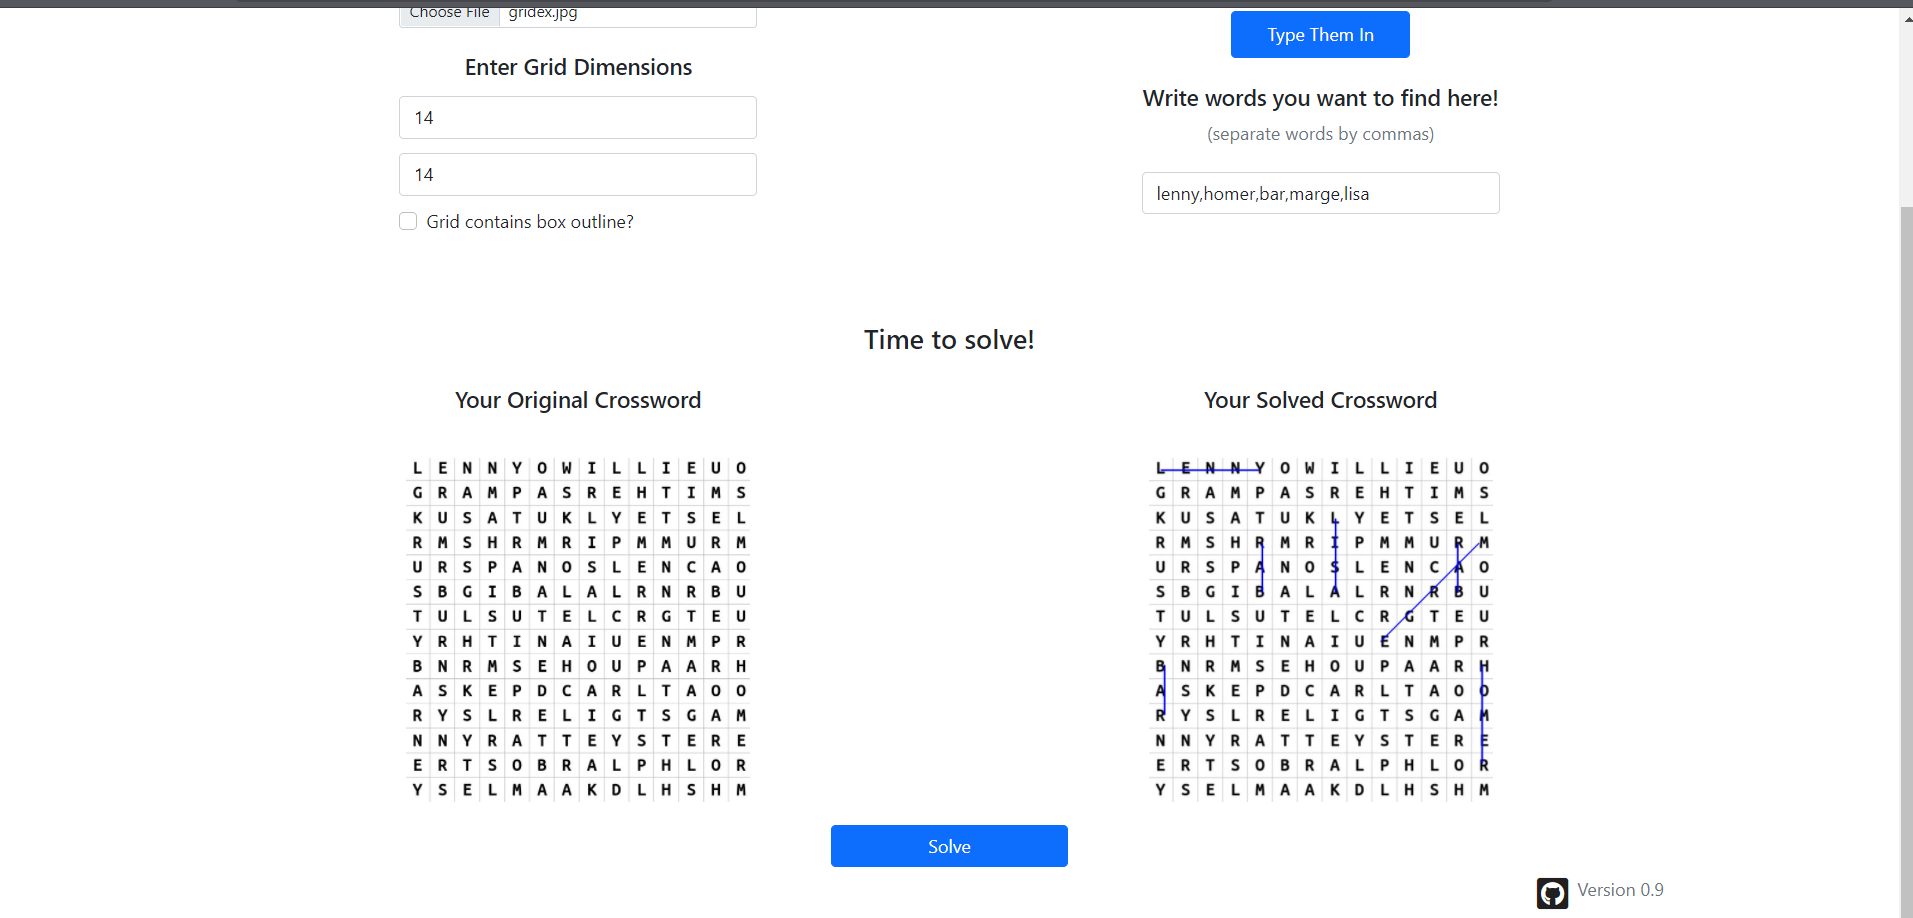 Choose File gridex.jpg
Type Them In
Enter Grid Dimensions
Write words you want to find here!
14
(separate words by commas)
14
lenny,homer,bar,marge,lisa
Grid contains box outline?
Time to solve!
Your Original Crossword
L E N N Y O W I L L I E U O
G R A M P A S R E H T I M S
K U S A T U K L Y E T S E L
R M S H R M R I P M M U R M
U R S P A N O S L E N C A O
S B G I B A L A L R N R B U
T U L S U T E L C R G T E U
Y R H T I N A I U E N M P R
B N R M S E H O U P A A R H
A S K E P D C A R L T A O O
R Y S L R E L I G T S G A M
N N Y R A T T E Y S T E R E
E R T S O B R A L P H L O R
Y S E L M A A K D L H S H M
Your Solved Crossword
L E N N Y O W I L L I E U O
G R A M P A S R E H T I M S
K U S A T U K L Y E T S E L
R M S H R M R I P M M U R M
U R S P A N O S L E N C A O
S B G I B A L A L R N R B U
T U L S U T E L C R G T E U
Y R H T I N A I U E N M P R
B N R M S E H O U P A A R H
A S K E P D C A R L T A O O
R Y S L R E L I G T S G A M
N N Y R A T T E Y S T E R E
E R T S O B R A L P H L O R
Y S E L M A A K D L H S H M
Solve
Version 0.9